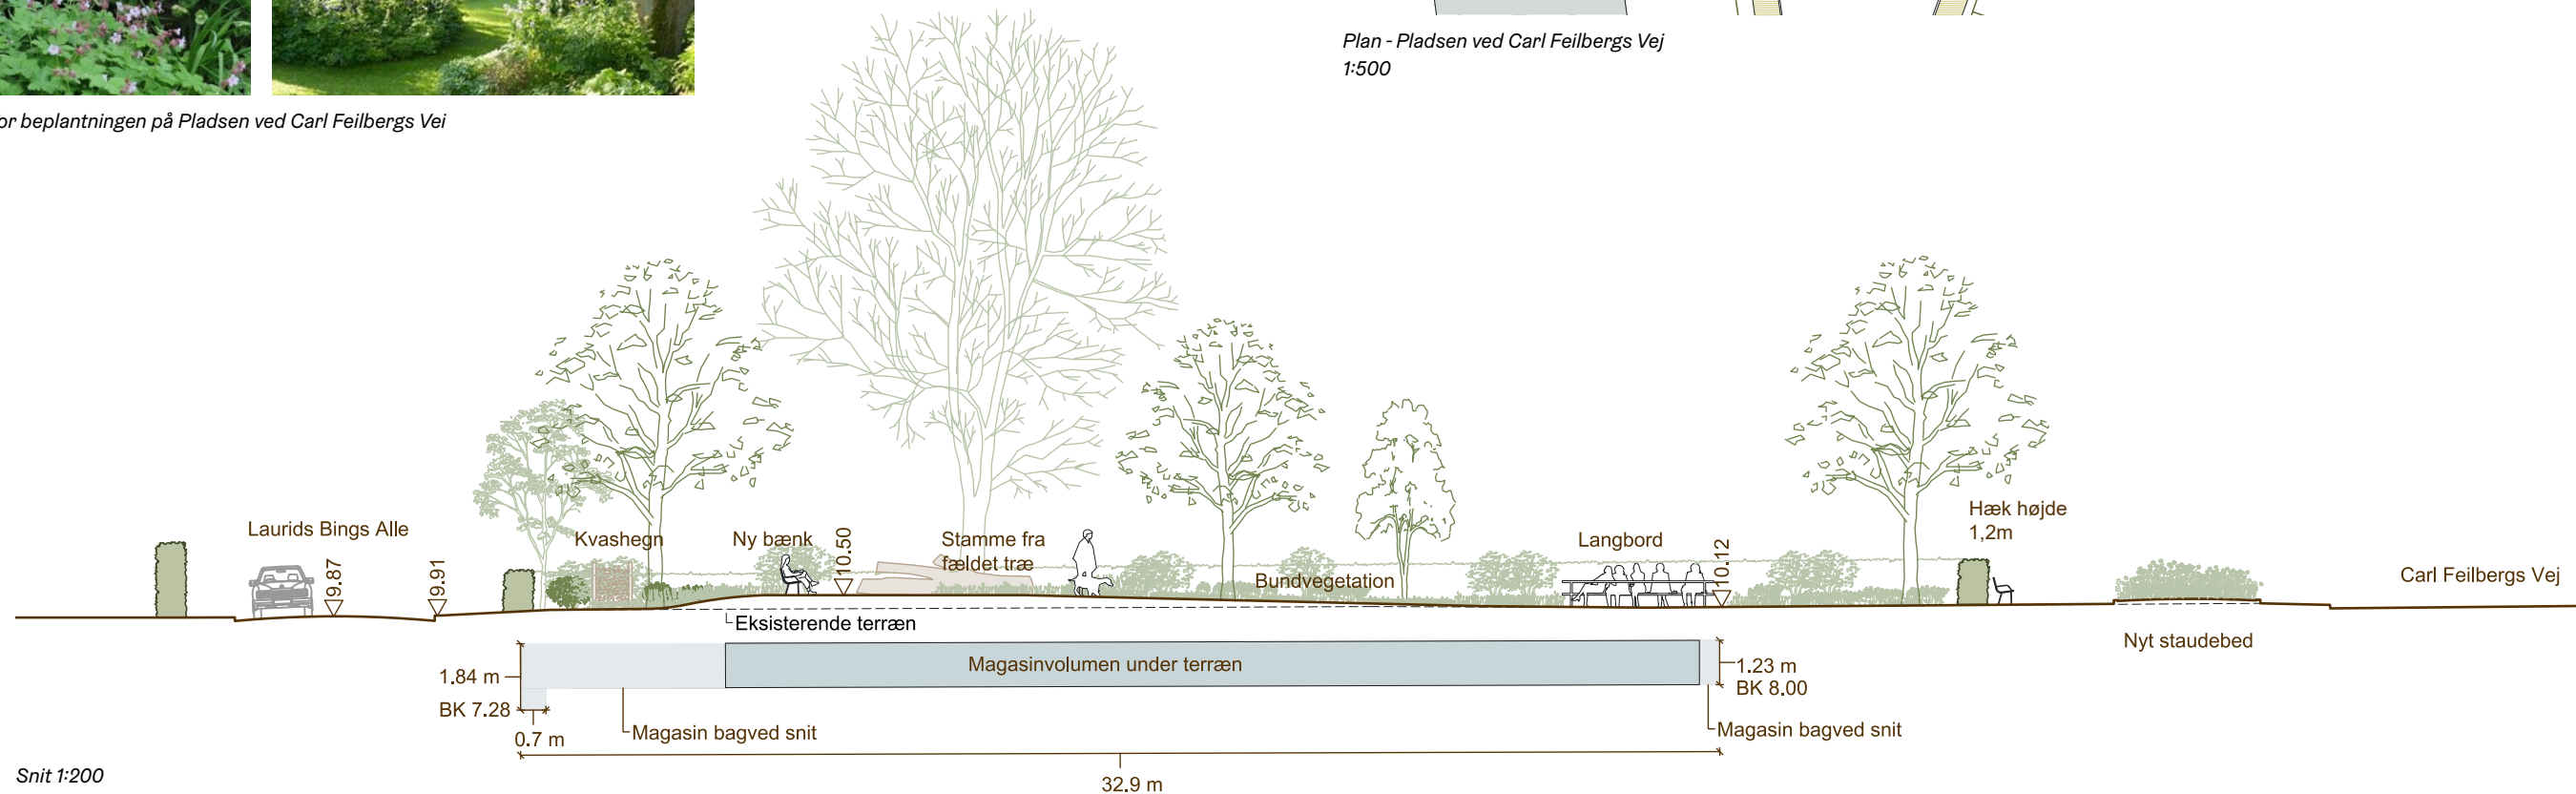 Plan - Pladsen ved Carl Feilbergs Vej
1:500
or beplantningen på Pladsen ved Carl Feilbergs Vej
Laurids Bings Alle
9.87
9.91
Kvashegn
Ny bænk
10.50
Stamme fra
fældet træ
Bundvegetation
Langbord
10.12
Hæk højde
1,2m
Carl Feilbergs Vej
Eksisterende terræn
Nyt staudebed
Magasinvolumen under terræn
1.84 m
BK 7.28
0.7 m
Magasin bagved snit
1.23 m
BK 8.00
Magasin bagved snit
32.9 m
Snit 1:200